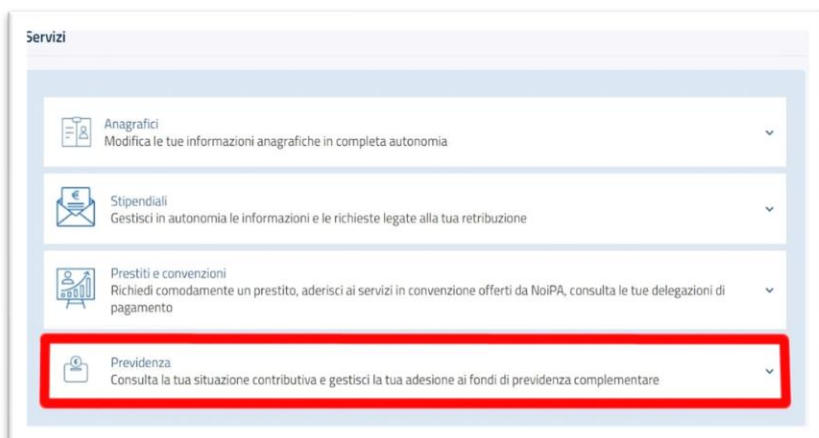 Servizi
Anagrafici
Modifica le tue informazioni anagrafiche in completa autonomia
Stipendiali
Gestisci in autonomia le informazioni e le richieste legate alla tua retribuzione
Prestiti e convenzioni
Richiedi comodamente un prestito, aderisci ai servizi in convenzione offerti da NoiPA, consulta le tue delegazioni di
pagamento
Previdenza
Consulta la tua situazione contributiva e gestisci la tua adesione ai fondi di previdenza complementare